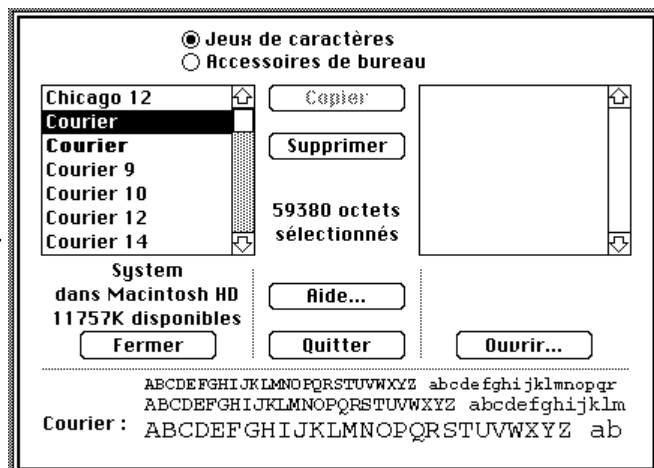 Jeux de caractères
Accessoires de bureau
Chicago 12
Courier
Courier
Courier 9
Courier 10
Courier 12
Courier 14
Copier
Supprimer
59380 octets
sélectionnés
System
dans Macintosh HD
11757K disponibles
Fermer
Aide...
Quitter
Ouvrir...
Courier :
ABCDEFGHIJKLMNOPQRSTUVWXYZ abcdefghijklmnopqr
ABCDEFGHIJKLMNOPQRSTUVWXYZ abcdefghijklm
ABCDEFGHIJKLMNOPQRSTUVWXYZ ab